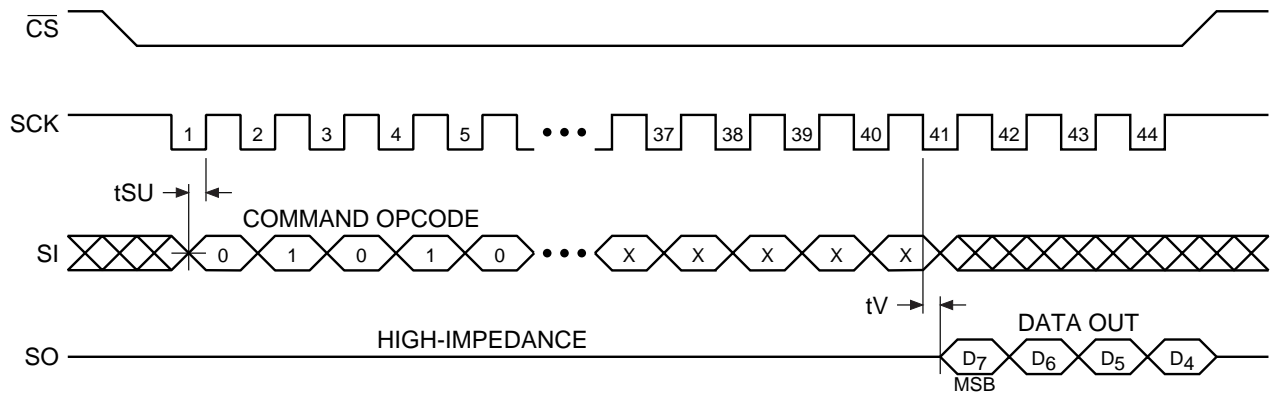 CS
SCK 1 2 3 4 5 ••• 37 38 39 40 41 42 43 44
tSU
COMMAND OPCODE
SI 0 1 0 1 0 ••• X X X X X
tV
HIGH-IMPEDANCE DATA OUT
SO D7 D6 D5 D4
MSB